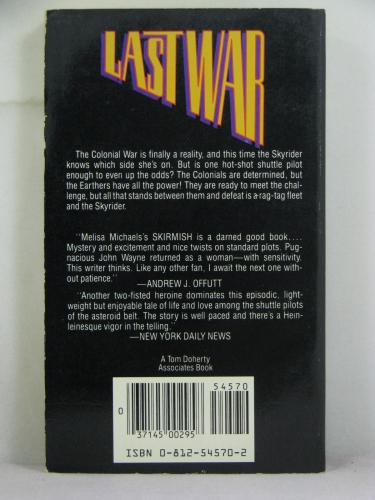 LAST WAR
The Colonial War is finally a reality, and this time the Skyrider
knows which side she's on. But is one hot-shot shuttle pilot
enough to even up the odds? The Colonials are determined, but
the Earthers have all the power! They are ready to meet the chal-
lenge, but all that stands between them and defeat is a rag-tag fleet
and the Skyrider.
"Melisa Michaels's SKIRMISH is a darned good book....
Mystery and excitement and nice twists on standard plots. Pug-
nacious John Wayne returned as a woman—with sensitivity.
This writer thinks. Like any other fan, I await the next one with-
out patience."
—ANDREW J. OFFUTT
"Another two-fisted heroine dominates this episodic, light-
weight but enjoyable tale of life and love among the shuttle pilots
of the asteroid belt. The story is well paced and there's a Hein-
leinesque vigor in the telling."
—NEW YORK DAILY NEWS
A Tom Doherty
Associates Book
54570
0
37145 00295
ISBN 0-812-54570-2